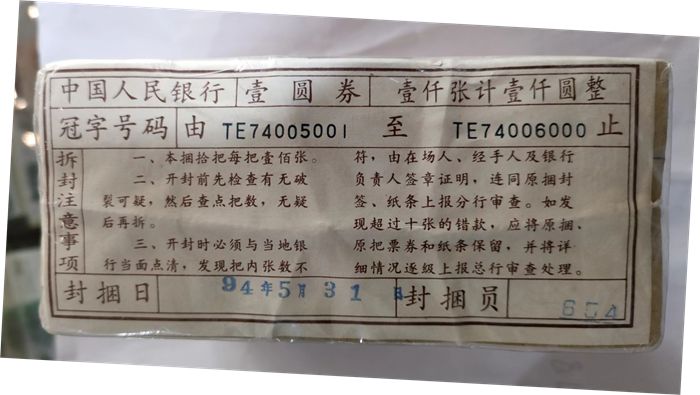 中国人民银行 壹圆券 壹仟张计壹仟圆整
冠字号码 由 TE74005001 至 TE74006000 止
拆封注意事项
一、本捆拾把每把壹佰张。
二、开封前先检查有无破
裂可疑，然后查点把数，无疑
后再拆。
三、开封时必须与当地银
行当面点清，发现把内张数不
符，由在场人、经手人及银行
负责人签章证明，连同原捆封
签、纸条上报分行审查。如发
现超过十张的错款，应将原捆、
原把票券和纸条保留，并将详
细情况逐级上报总行审查处理。
封捆日 94年5月31日 封捆员